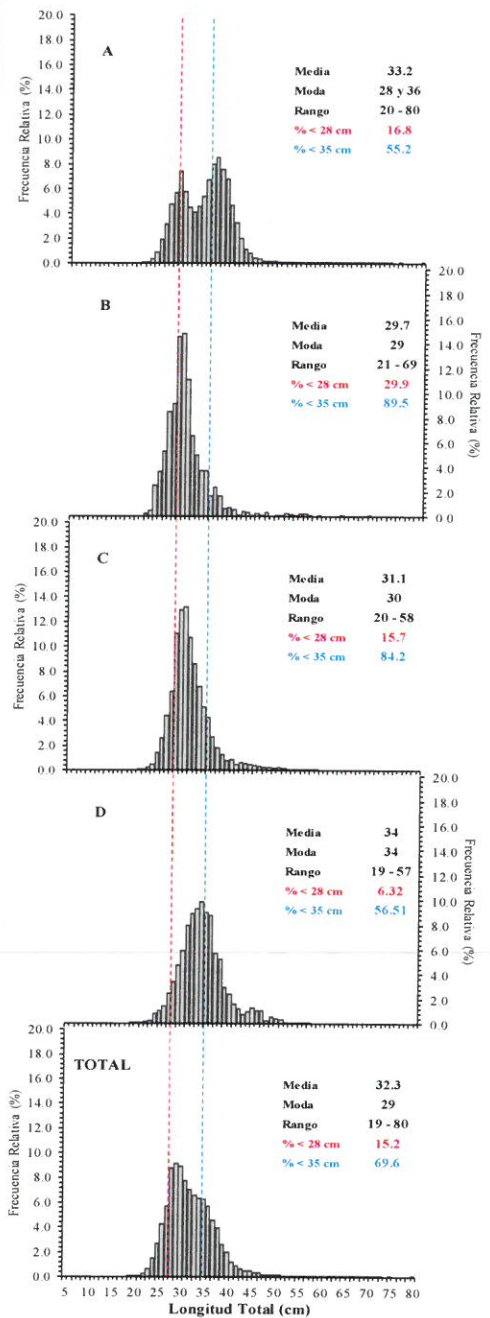 20.0
18.0
16.0
14.0
12.0
10.0
8.0
6.0
4.0
2.0
0.0
Frecuencia Relativa (%)
A
Media 33.2
Moda 28 y 36
Rango 20 - 80
% < 28 cm 16.8
% < 35 cm 55.2
20.0
18.0
16.0
14.0
12.0
10.0
8.0
6.0
4.0
2.0
0.0
Frecuencia Relativa (%)
B
Media 29.7
Moda 29
Rango 21 - 69
% < 28 cm 29.9
% < 35 cm 89.5
20.0
18.0
16.0
14.0
12.0
10.0
8.0
6.0
4.0
2.0
0.0
Frecuencia Relativa (%)
C
Media 31.1
Moda 30
Rango 20 - 58
% < 28 cm 15.7
% < 35 cm 84.2
20.0
18.0
16.0
14.0
12.0
10.0
8.0
6.0
4.0
2.0
0.0
Frecuencia Relativa (%)
D
Media 34
Moda 34
Rango 19 - 57
% < 28 cm 6.32
% < 35 cm 56.51
20.0
18.0
16.0
14.0
12.0
10.0
8.0
6.0
4.0
2.0
0.0
Frecuencia Relativa (%)
TOTAL
Media 32.3
Moda 29
Rango 19 - 80
% < 28 cm 15.2
% < 35 cm 69.6
5 10 15 20 25 30 35 40 45 50 55 60 65 70 75 80
Longitud Total (cm)